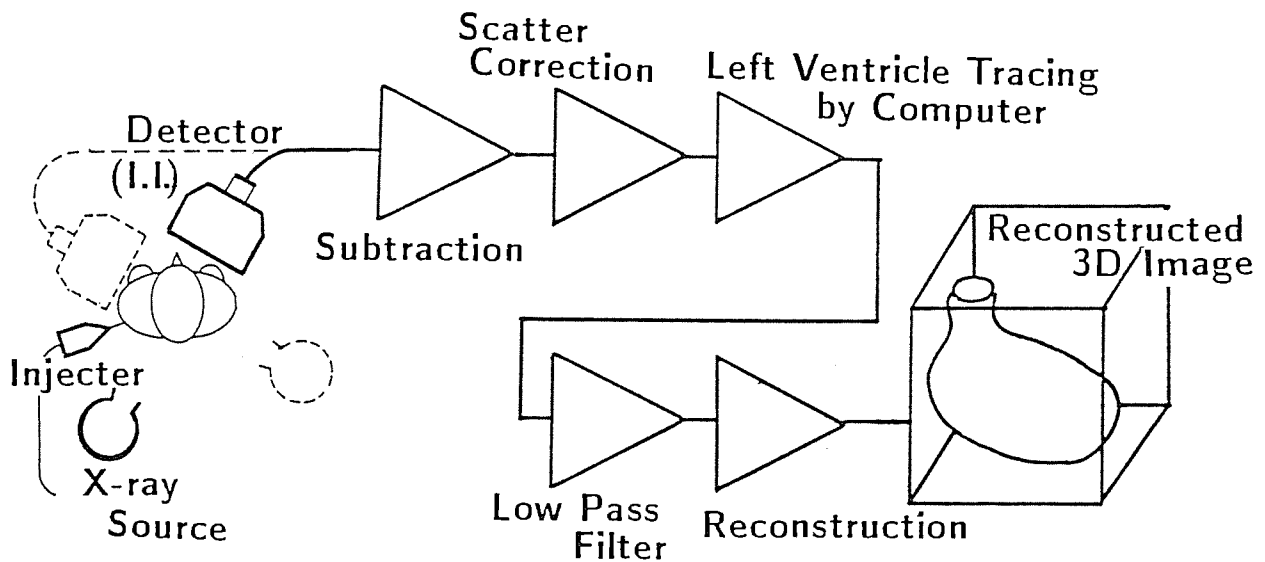 Scatter
Correction
Left Ventricle Tracing
by Computer
Detector
(I.I.)
Subtraction
Reconstructed
3D Image
Injecter
X-ray
Source
Low Pass
Filter
Reconstruction